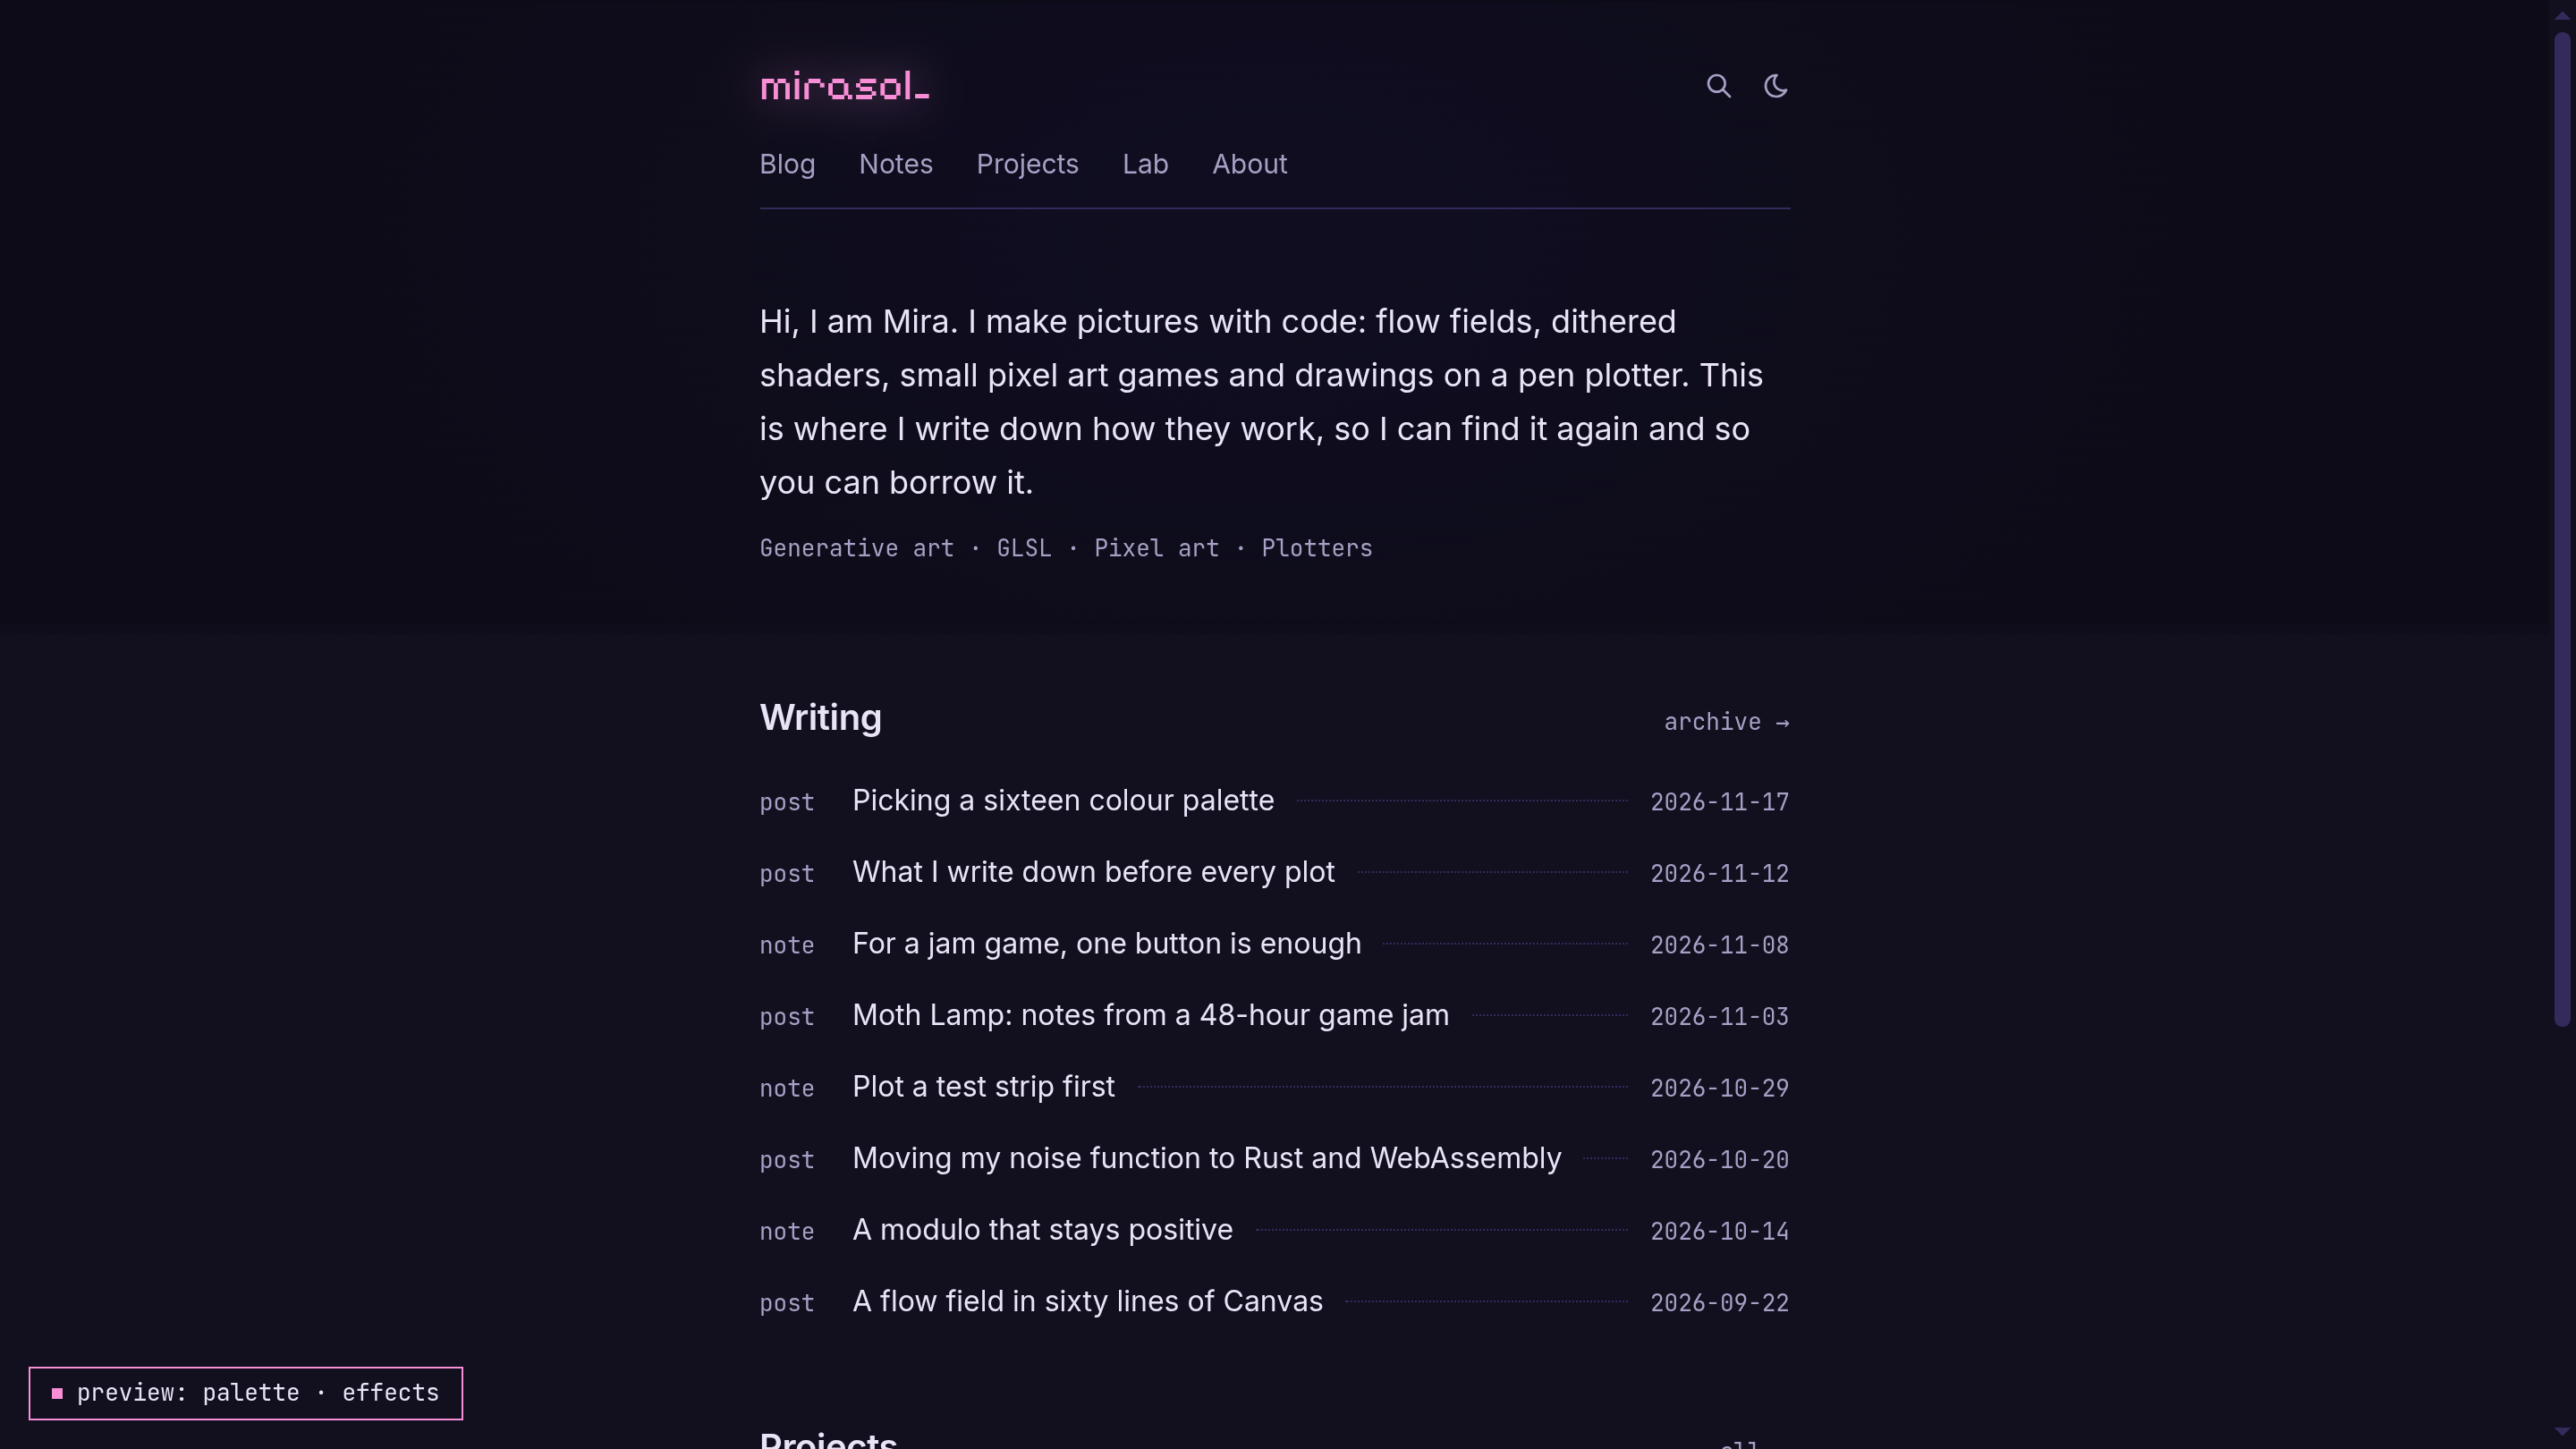 mirasol_
Blog Notes Projects Lab About
Hi, I am Mira. I make pictures with code: flow fields, dithered
shaders, small pixel art games and drawings on a pen plotter. This
is where I write down how they work, so I can find it again and so
you can borrow it.
Generative art · GLSL · Pixel art · Plotters
Writing archive →
post Picking a sixteen colour palette 2026-11-17
post What I write down before every plot 2026-11-12
note For a jam game, one button is enough 2026-11-08
post Moth Lamp: notes from a 48-hour game jam 2026-11-03
note Plot a test strip first 2026-10-29
post Moving my noise function to Rust and WebAssembly 2026-10-20
note A modulo that stays positive 2026-10-14
post A flow field in sixty lines of Canvas 2026-09-22
preview: palette · effects
Projects